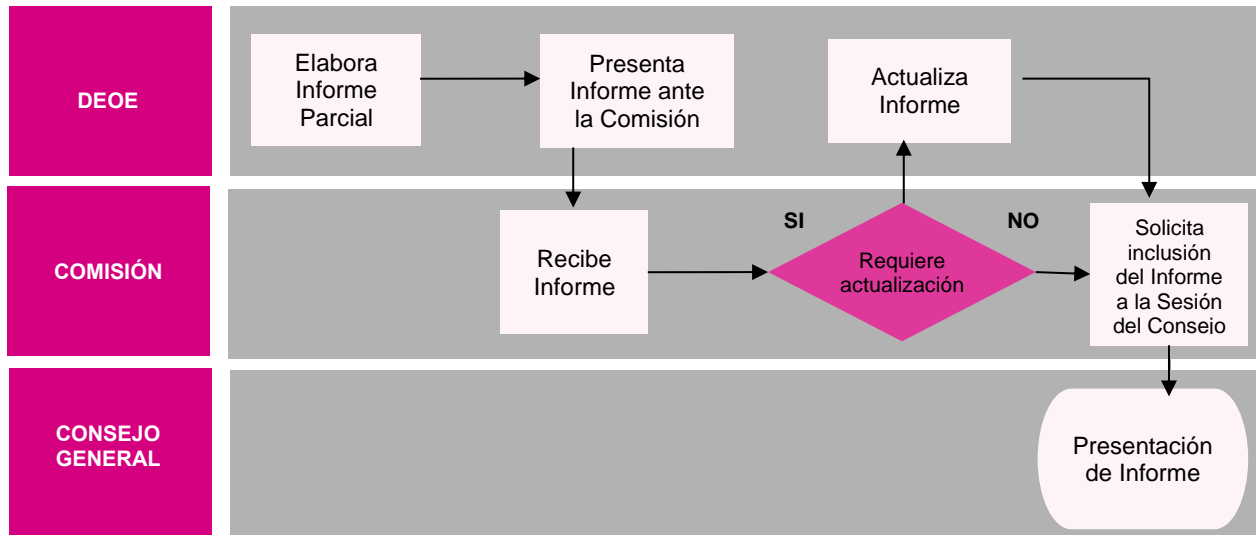 DEOE
Elabora
Informe
Parcial
Presenta
Informe ante
la Comisión
Actualiza
Informe
COMISIÓN
Recibe
Informe
SI
Requiere
actualización
NO
Solicita
inclusión
del Informe
a la Sesión
del Consejo
CONSEJO
GENERAL
Presentación
de Informe